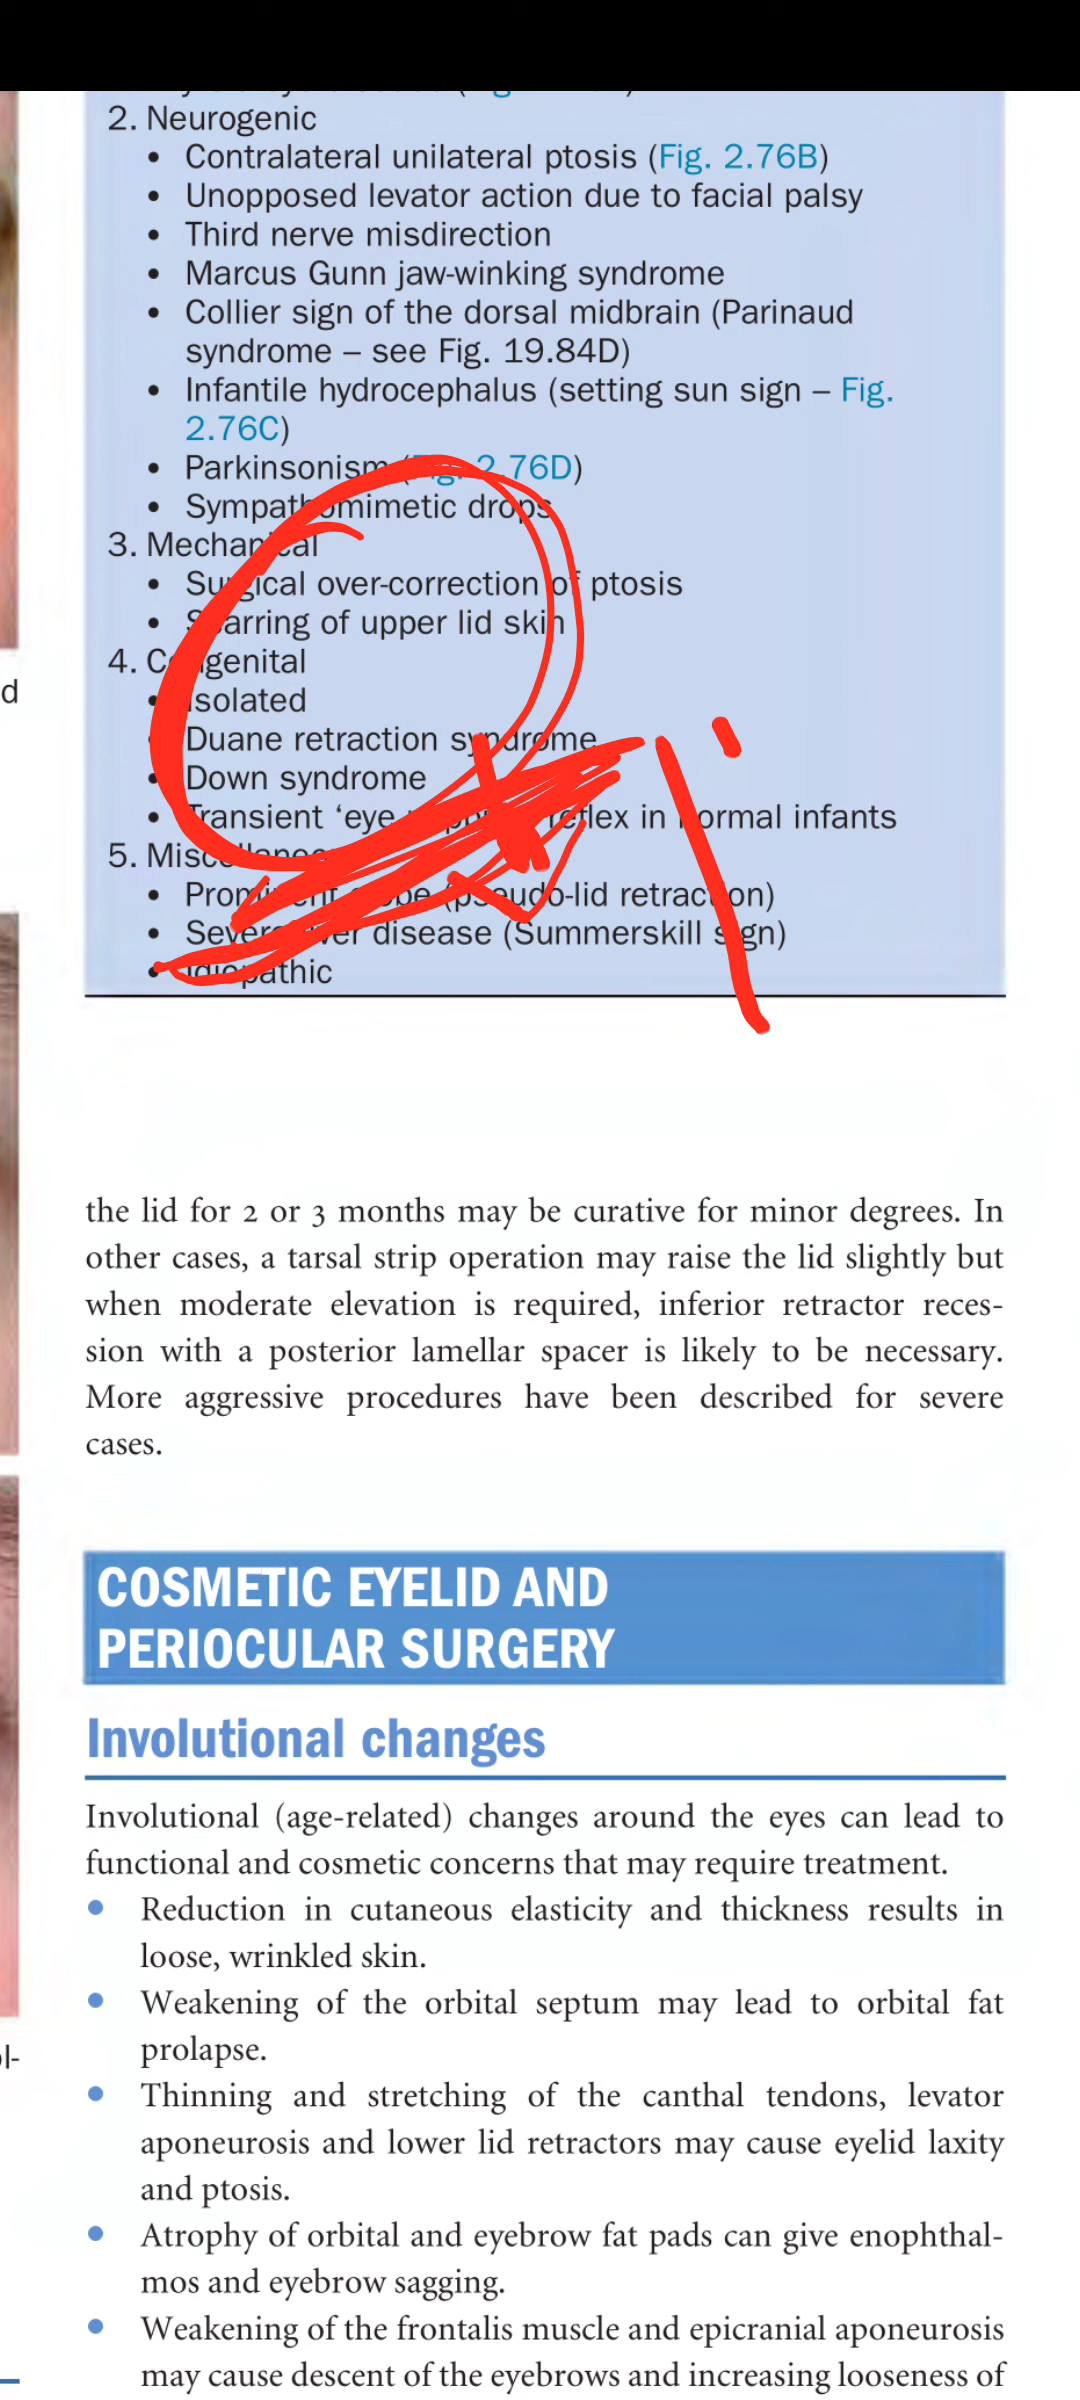 2. Neurogenic
• Contralateral unilateral ptosis (Fig. 2.76B)
• Unopposed levator action due to facial palsy
• Third nerve misdirection
• Marcus Gunn jaw-winking syndrome
• Collier sign of the dorsal midbrain (Parinaud
syndrome – see Fig. 19.84D)
• Infantile hydrocephalus (setting sun sign – Fig.
2.76C)
• Parkinsonism (Fig. 2.76D)
• Sympathomimetic drops
3. Mechanical
• Surgical over-correction of ptosis
• Scarring of upper lid skin
4. Congenital
• Isolated
• Duane retraction syndrome
• Down syndrome
• Transient ‘eye reflex in normal infants
5. Miscellaneous
• Prominent globe (pseudo-lid retraction)
• Severe liver disease (Summerskill sign)
• Idiopathic
d
the lid for 2 or 3 months may be curative for minor degrees. In
other cases, a tarsal strip operation may raise the lid slightly but
when moderate elevation is required, inferior retractor reces-
sion with a posterior lamellar spacer is likely to be necessary.
More aggressive procedures have been described for severe
cases.
COSMETIC EYELID AND
PERIOCULAR SURGERY
Involutional changes
Involutional (age-related) changes around the eyes can lead to
functional and cosmetic concerns that may require treatment.
• Reduction in cutaneous elasticity and thickness results in
loose, wrinkled skin.
• Weakening of the orbital septum may lead to orbital fat
prolapse.
• Thinning and stretching of the canthal tendons, levator
aponeurosis and lower lid retractors may cause eyelid laxity
and ptosis.
• Atrophy of orbital and eyebrow fat pads can give enophthal-
mos and eyebrow sagging.
• Weakening of the frontalis muscle and epicranial aponeurosis
may cause descent of the eyebrows and increasing looseness of
l-